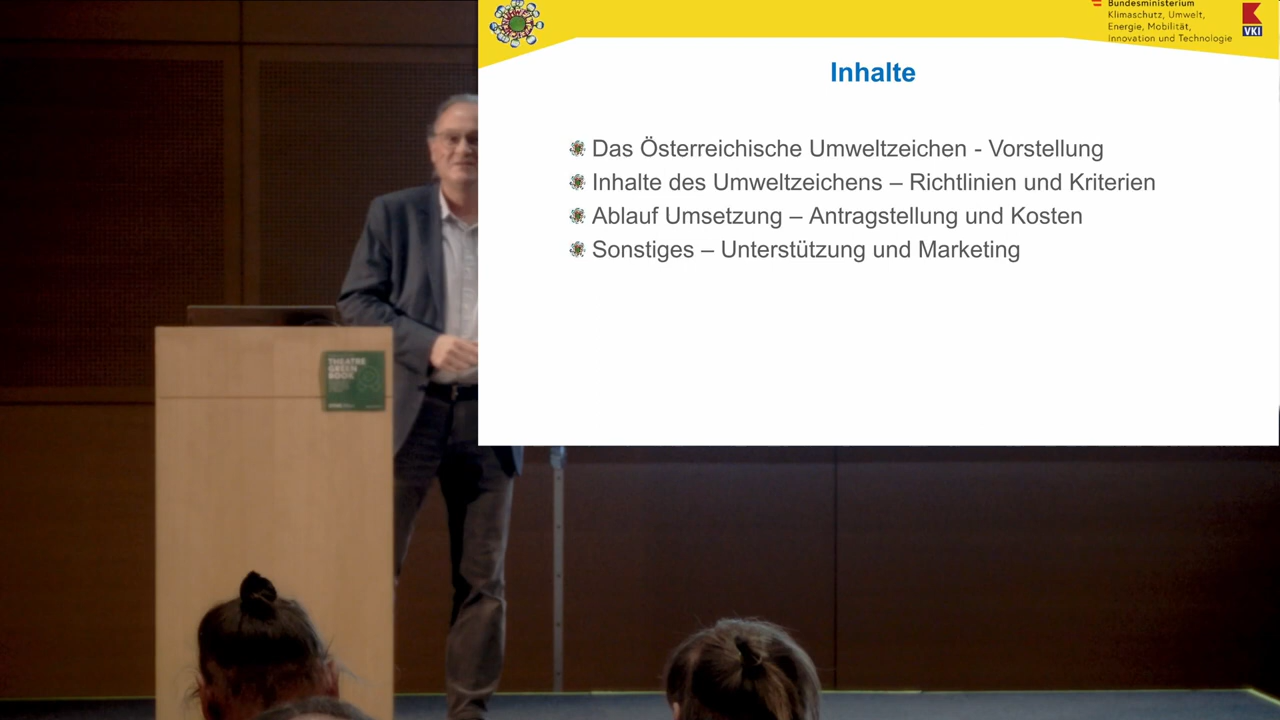 Bundesministerium
Klimaschutz, Umwelt,
Energie, Mobilität,
Innovation und Technologie
VKI
Inhalte
Das Österreichische Umweltzeichen - Vorstellung
Inhalte des Umweltzeichens – Richtlinien und Kriterien
Ablauf Umsetzung – Antragstellung und Kosten
Sonstiges – Unterstützung und Marketing
THEATRE
GREEN
BOOK